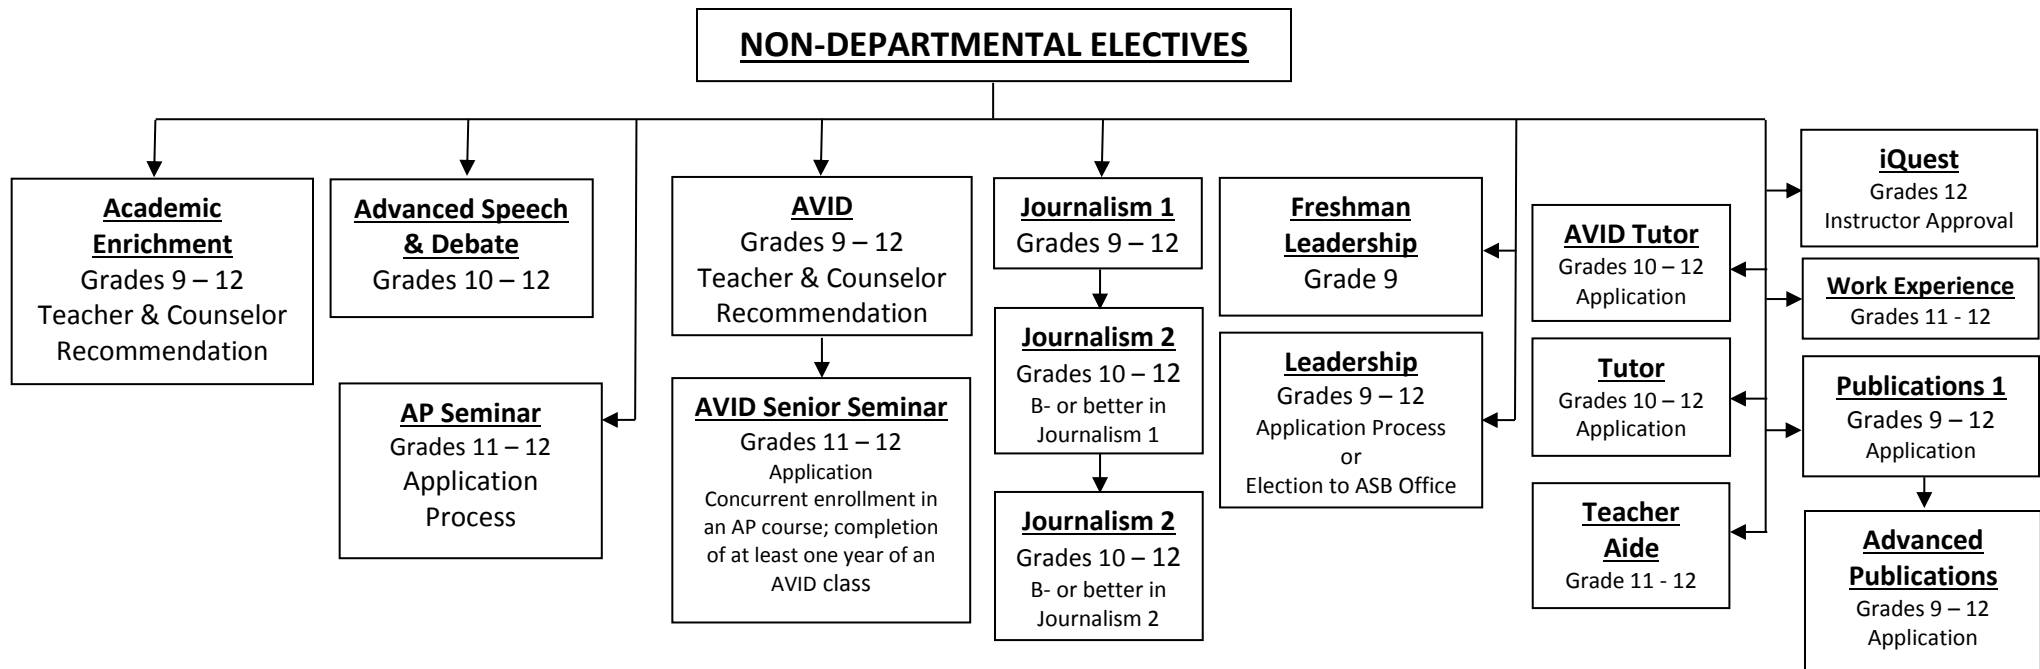 NON-DEPARTMENTAL ELECTIVES
Academic
Enrichment
Grades 9 – 12
Teacher & Counselor
Recommendation
Advanced Speech
& Debate
Grades 10 – 12
AP Seminar
Grades 11 – 12
Application
Process
AVID
Grades 9 – 12
Teacher & Counselor
Recommendation
AVID Senior Seminar
Grades 11 – 12
Application
Concurrent enrollment in
an AP course; completion
of at least one year of an
AVID class
Journalism 1
Grades 9 – 12
Journalism 2
Grades 10 – 12
B- or better in
Journalism 1
Journalism 2
Grades 10 – 12
B- or better in
Journalism 2
Freshman
Leadership
Grade 9
Leadership
Grades 9 – 12
Application Process
or
Election to ASB Office
AVID Tutor
Grades 10 – 12
Application
Tutor
Grades 10 – 12
Application
Teacher
Aide
Grade 11 - 12
iQuest
Grades 12
Instructor Approval
Work Experience
Grades 11 - 12
Publications 1
Grades 9 – 12
Application
Advanced
Publications
Grades 9 – 12
Application